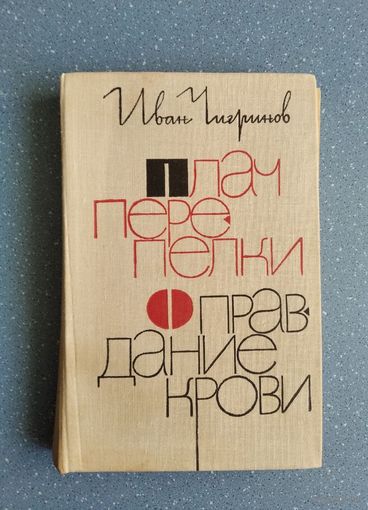 Иван Чигринов
Плач
пере-
пелки
Оправ-
дание
крови